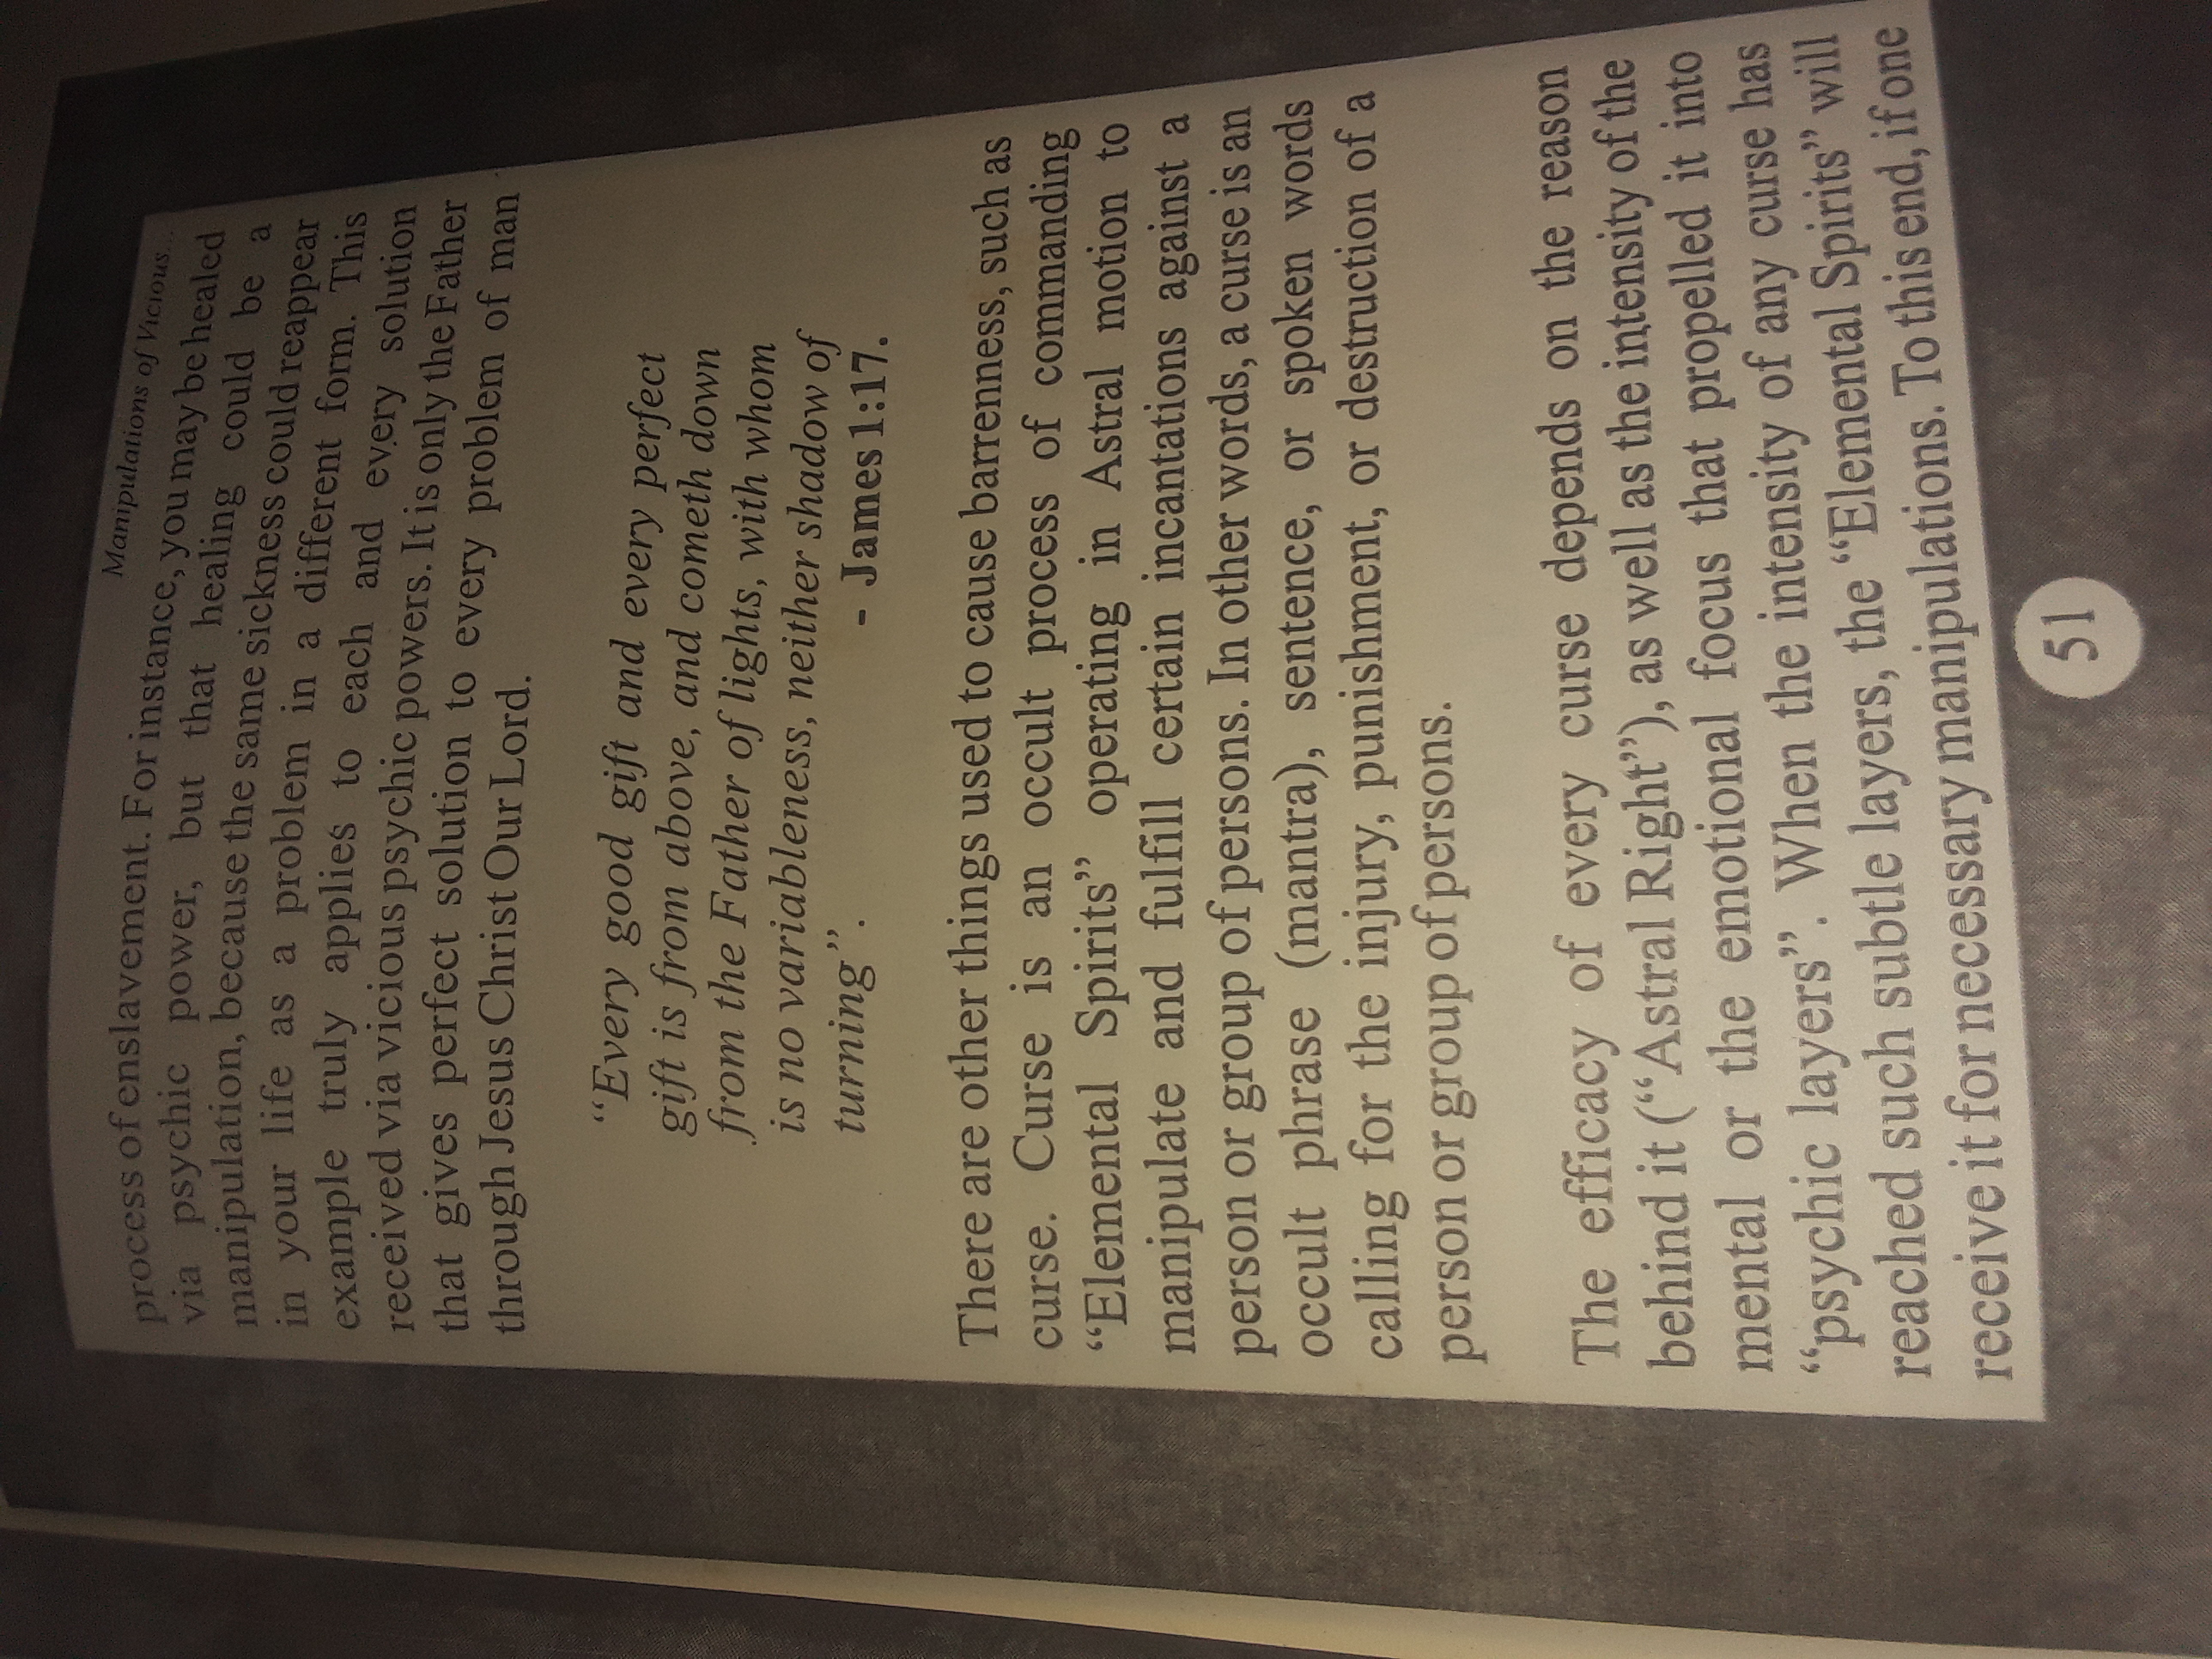 Manipulations of Vicious...
process of enslavement. For instance, you may be healed
via psychic power, but that healing could be a
manipulation, because the same sickness could reappear
in your life as a problem in a different form. This
example truly applies to each and every solution
received via vicious psychic powers. It is only the Father
that gives perfect solution to every problem of man
through Jesus Christ Our Lord.
“Every good gift and every perfect
gift is from above, and cometh down
from the Father of lights, with whom
is no variableness, neither shadow of
turning”. - James 1:17.
There are other things used to cause barrenness, such as
curse. Curse is an occult process of commanding
“Elemental Spirits” operating in Astral motion to
manipulate and fulfill certain incantations against a
person or group of persons. In other words, a curse is an
occult phrase (mantra), sentence, or spoken words
calling for the injury, punishment, or destruction of a
person or group of persons.
The efficacy of every curse depends on the reason
behind it (“Astral Right”), as well as the intensity of the
mental or the emotional focus that propelled it into
“psychic layers”. When the intensity of any curse has
reached such subtle layers, the “Elemental Spirits” will
receive it for necessary manipulations. To this end, if one
51